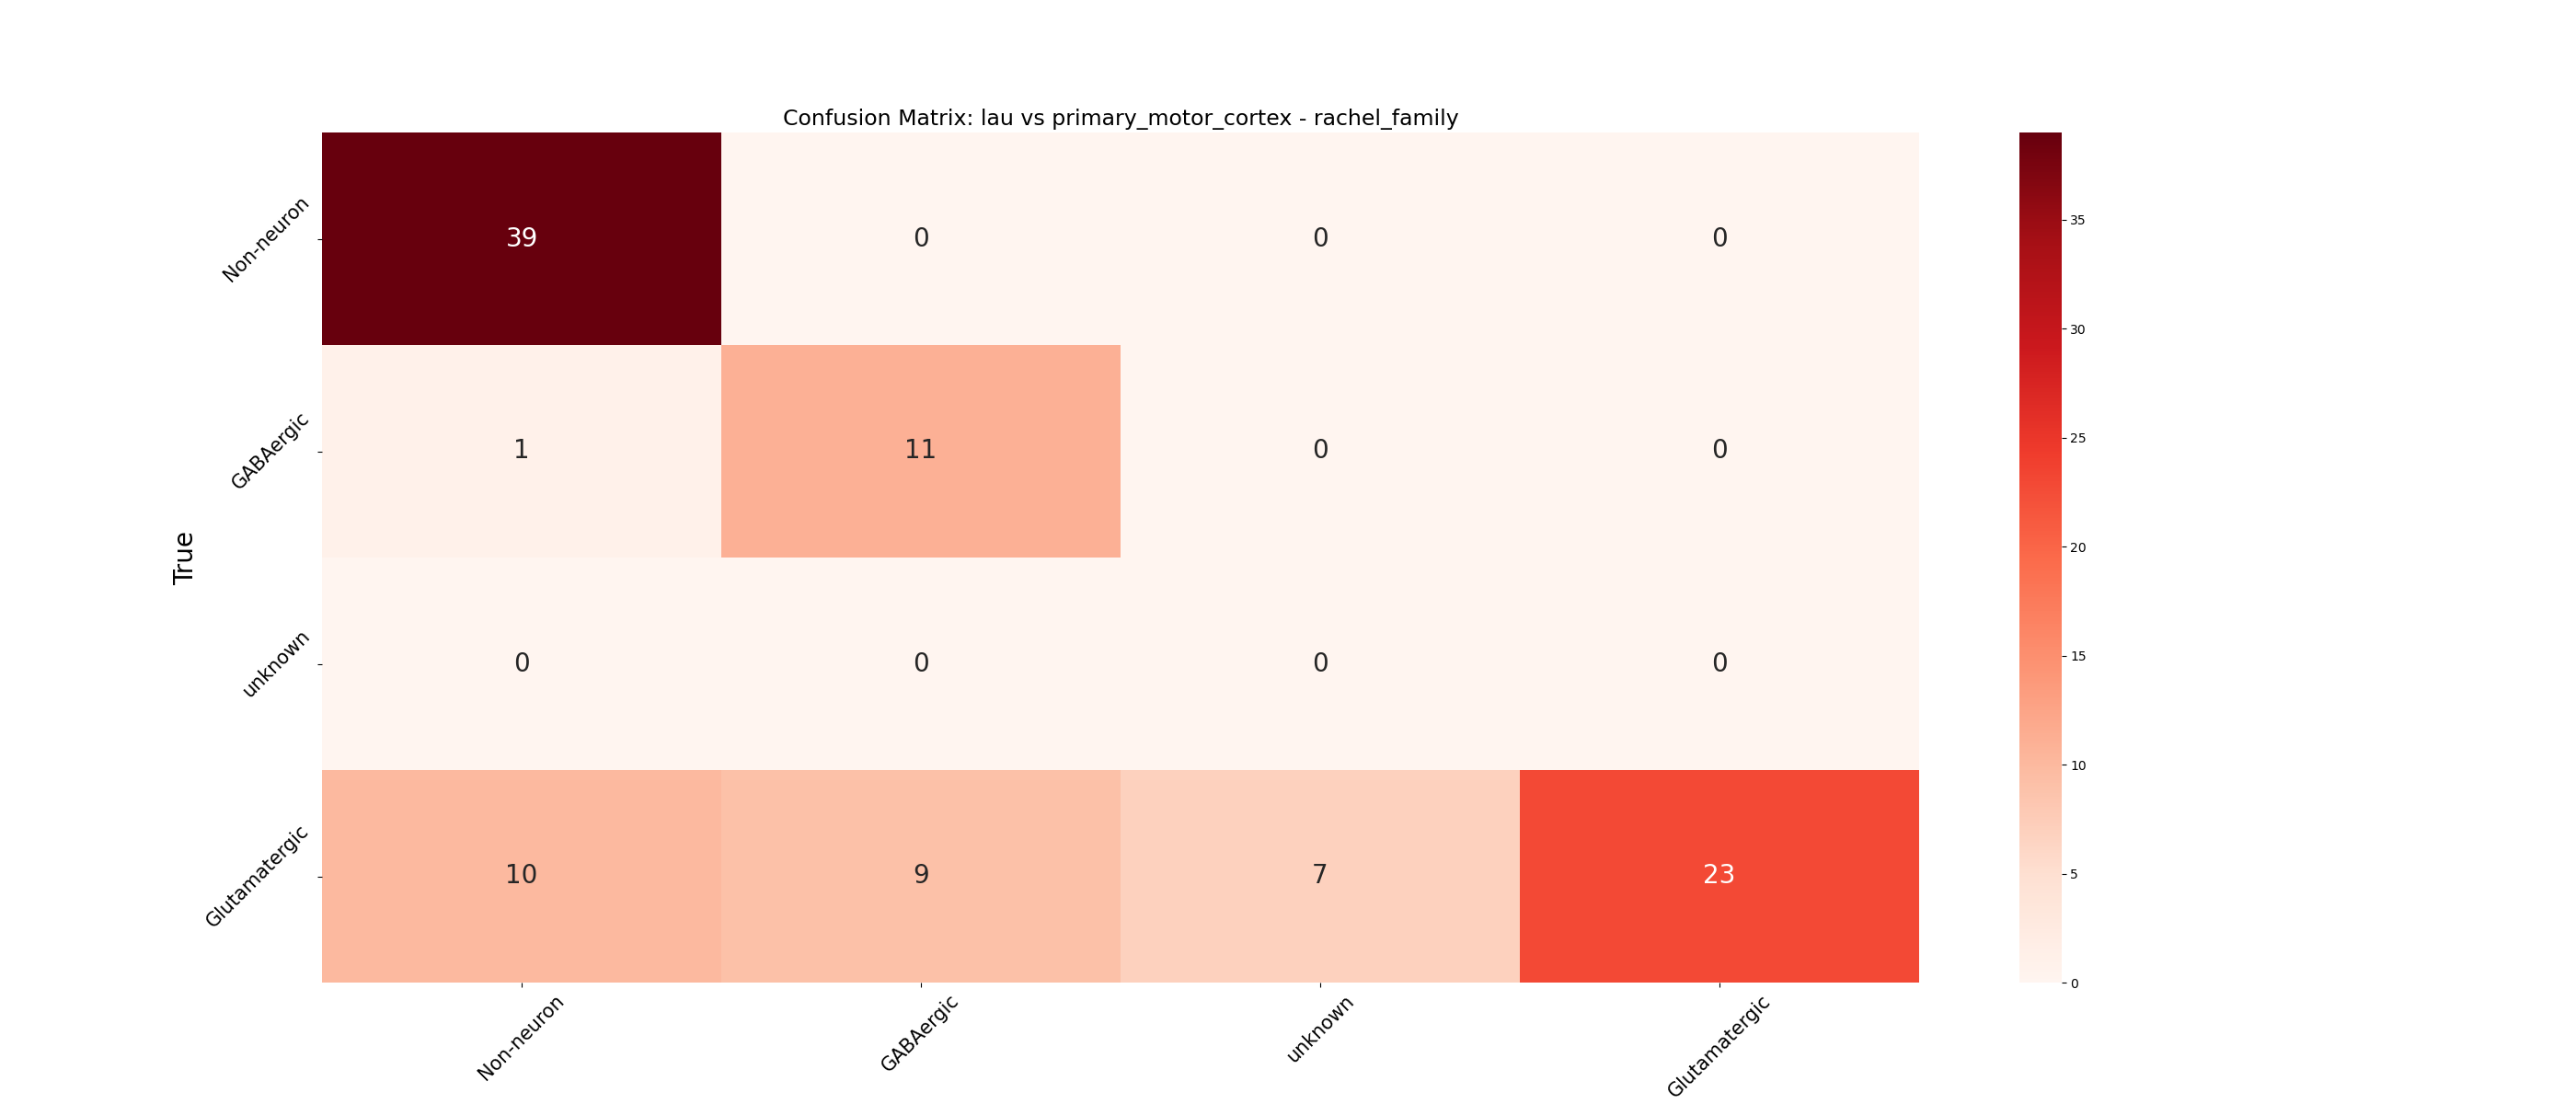 Confusion Matrix: lau vs primary_motor_cortex - rachel_family
True
Non-neuron
39 0 0 0
GABAergic
1 11 0 0
unknown
0 0 0 0
Glutamatergic
10 9 7 23
Non-neuron GABAergic unknown Glutamatergic
35
30
25
20
15
10
5
0